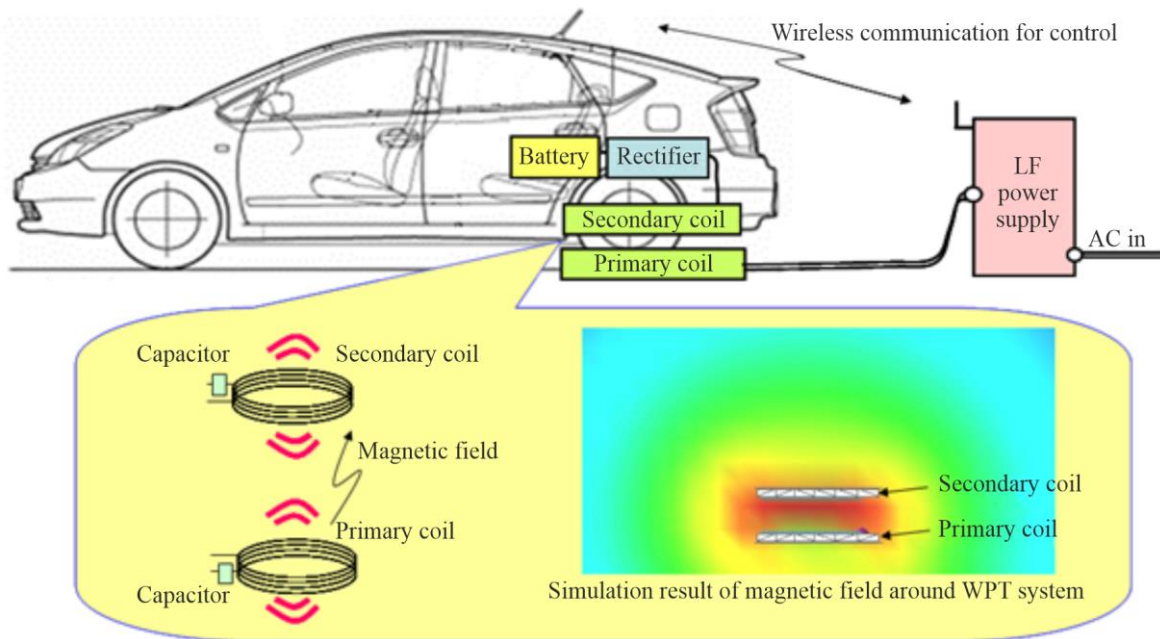 Wireless communication for control
Battery
Rectifier
LF
power
supply
Secondary coil
AC in
Primary coil
Capacitor
Secondary coil
Magnetic
field
Primary coil
Capacitor
Secondary coil
Primary coil
Simulation result of magnetic field around WPT system